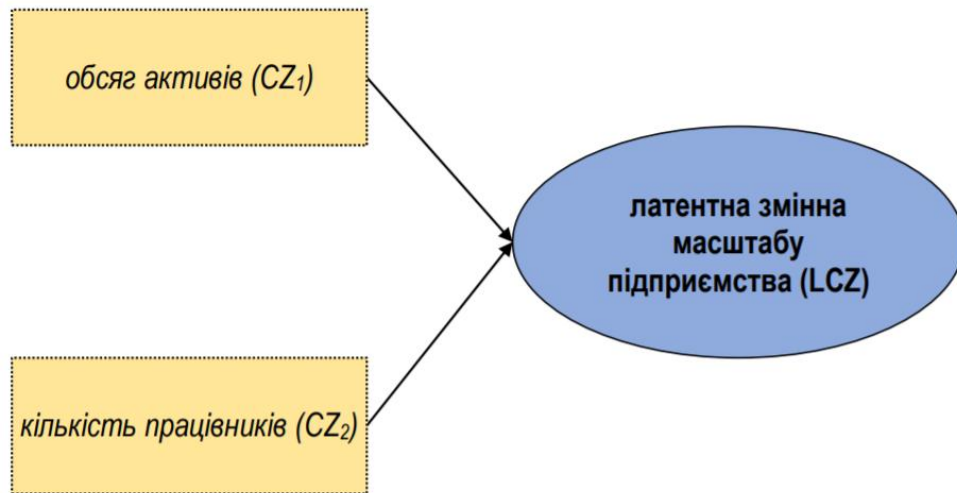 обсяг активів (CZ₁)
латентна змінна
масштабу
підприємства (LCZ)
кількість працівників (CZ₂)